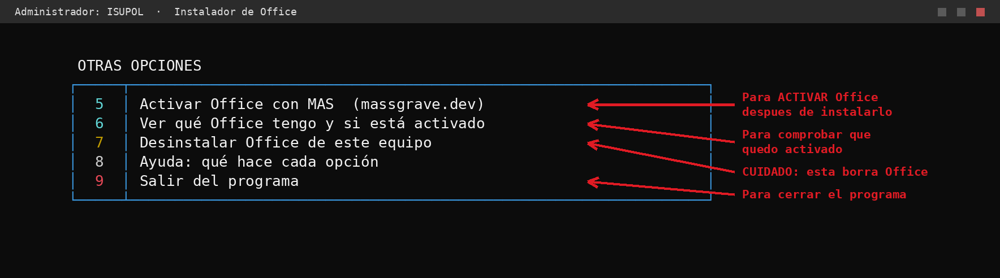 Administrador: ISUPOL · Instalador de Office
OTRAS OPCIONES
5 Activar Office con MAS (massgrave.dev)
6 Ver qué Office tengo y si está activado
7 Desinstalar Office de este equipo
8 Ayuda: qué hace cada opción
9 Salir del programa
Para ACTIVAR Office
despues de instalarlo
Para comprobar que
quedo activado
CUIDADO: esta borra Office
Para cerrar el programa